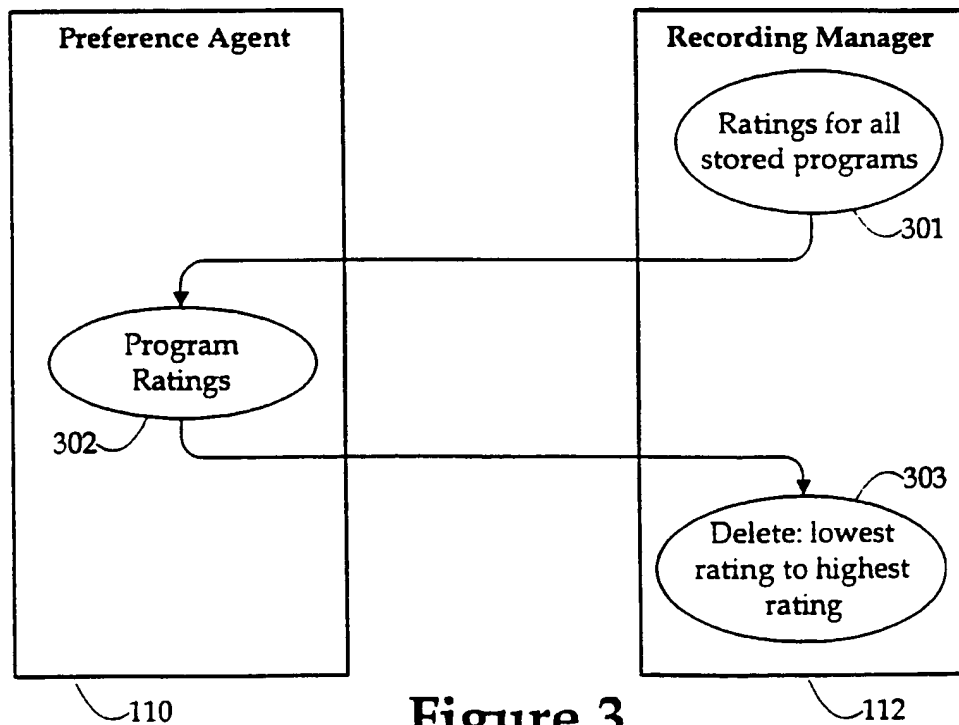 Preference Agent
Recording Manager
Ratings for all
stored programs
301
Program
Ratings
302
303
Delete: lowest
rating to highest
rating
110
112
Figure 3